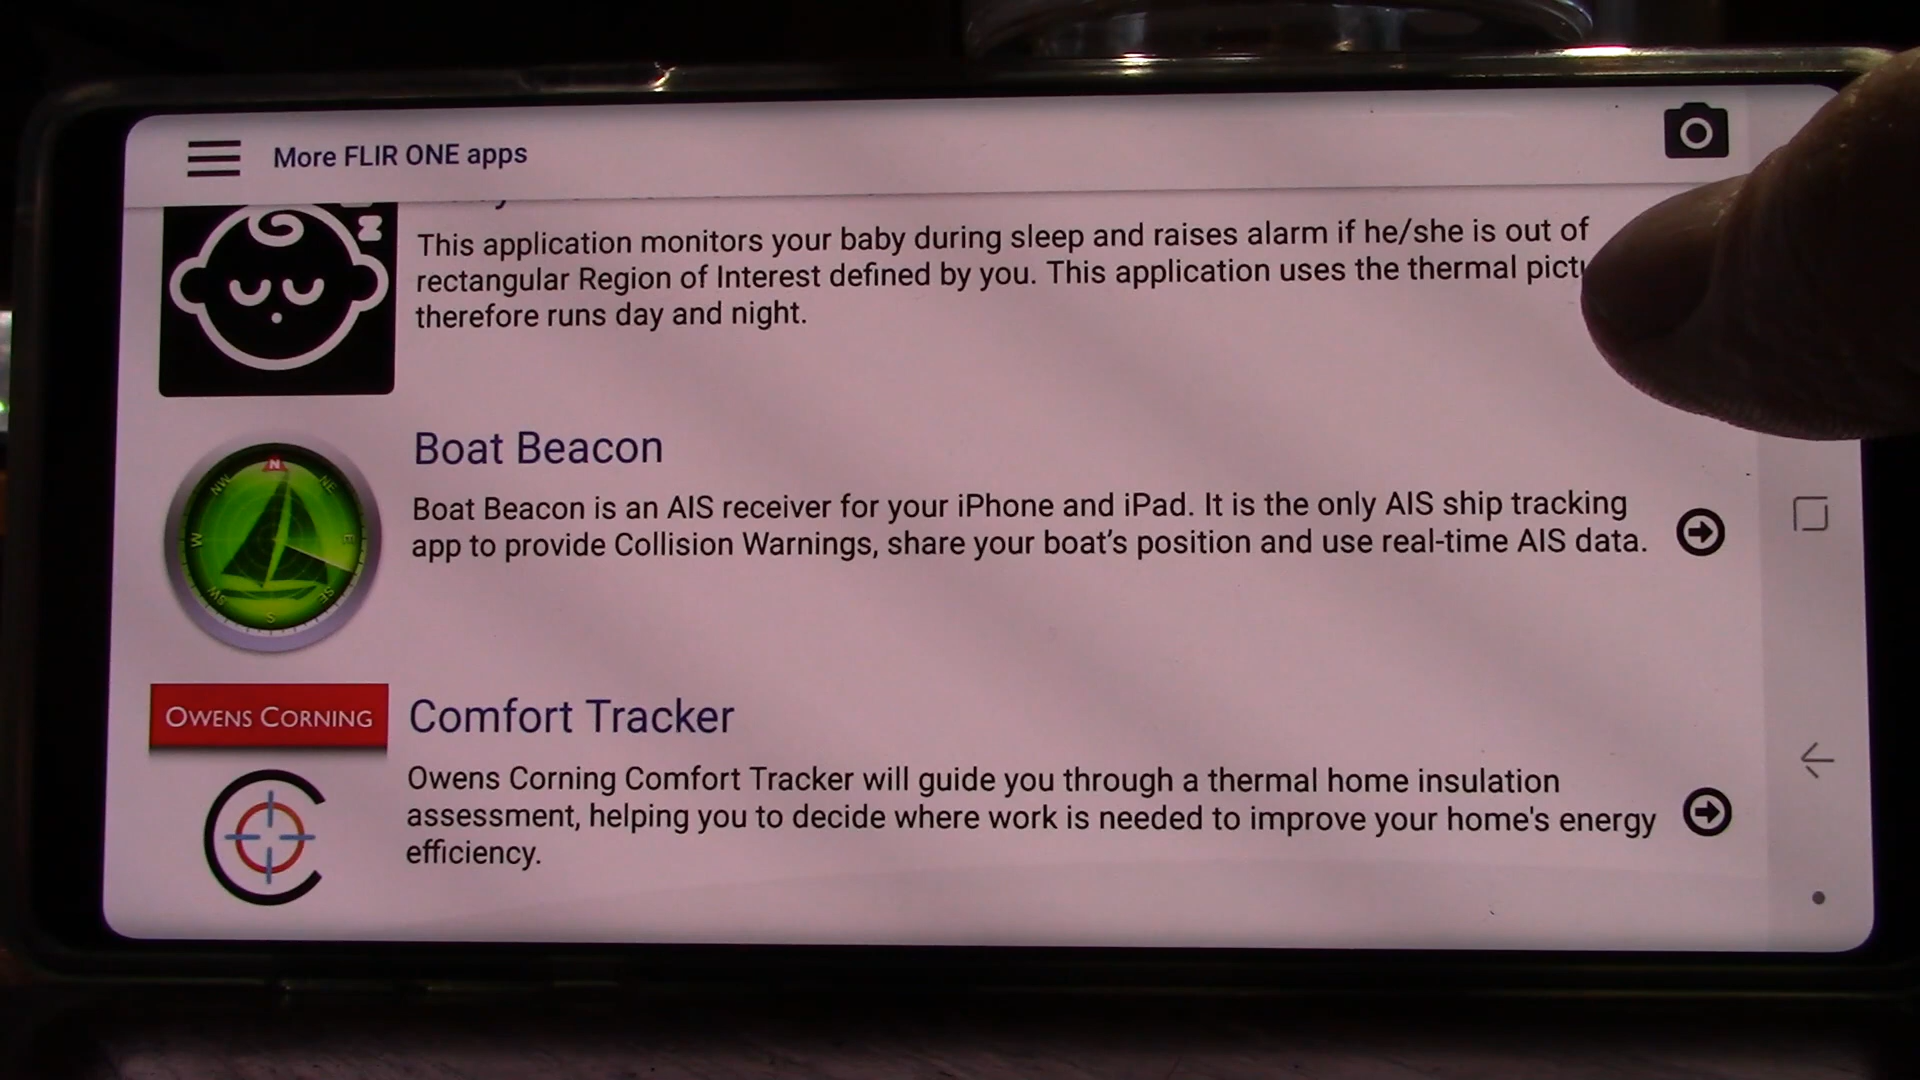 More FLIR ONE apps
z
This application monitors your baby during sleep and raises alarm if he/she is out of
rectangular Region of Interest defined by you. This application uses the thermal
therefore runs day and night.
Boat Beacon
N
NW NE
W E
SW SE
S
Boat Beacon is an AIS receiver for your iPhone and iPad. It is the only AIS ship tracking
app to provide Collision Warnings, share your boat’s position and use real-time AIS data.
OWENS CORNING
Comfort Tracker
Owens Corning Comfort Tracker will guide you through a thermal home insulation
assessment, helping you to decide where work is needed to improve your home's energy
efficiency.